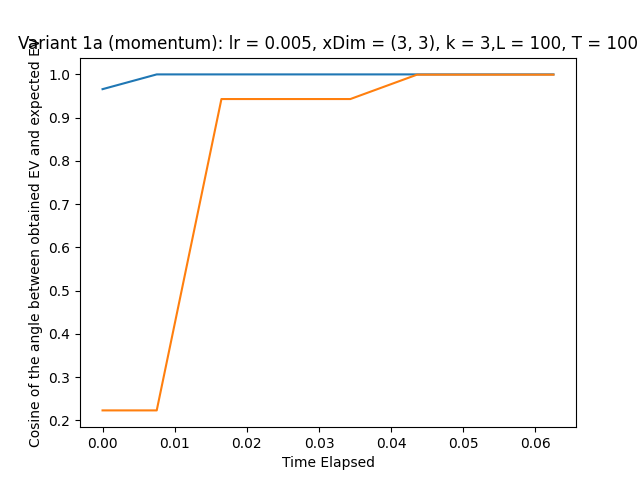 Variant 1a (momentum): lr = 0.005, xDim = (3, 3), k = 3,L = 100, T = 100
Cosine of the angle between obtained EV and expected EV
1.0
0.9
0.8
0.7
0.6
0.5
0.4
0.3
0.2
0.00 0.01 0.02 0.03 0.04 0.05 0.06
Time Elapsed